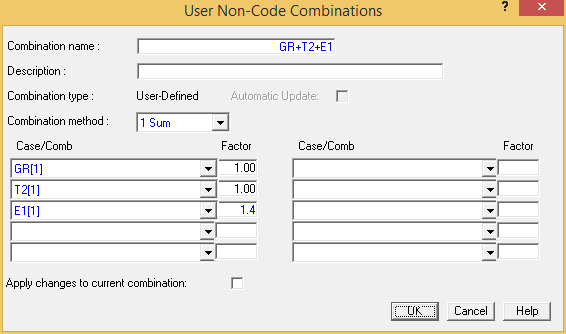 User Non-Code Combinations
?
Combination name : GR+T2+E1
Description :
Combination type : User-Defined Automatic Update:
Combination method : 1 Sum
Case/Comb Factor Case/Comb Factor
GR[1] 1.00
T2[1] 1.00
E1[1] 1.4
Apply changes to current combination:
OK Cancel Help